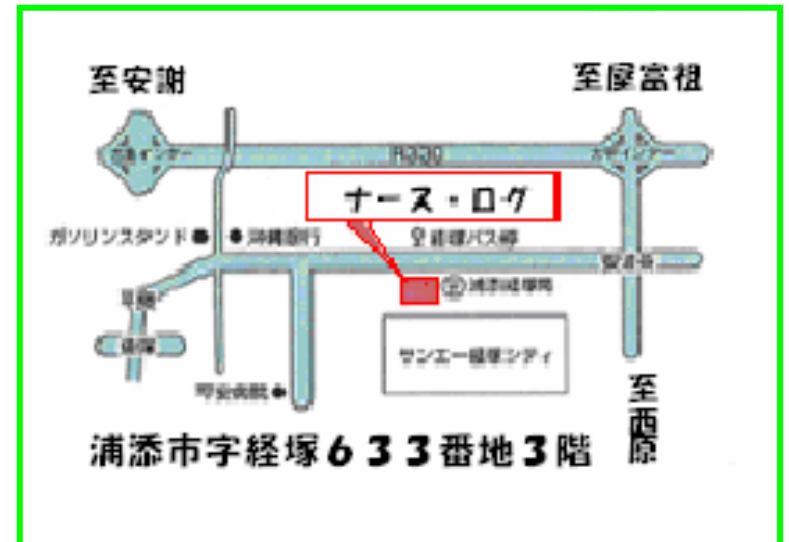 至安謝
至屋富祖
R330
ナース・ログ
ガソリンスタンド
沖縄銀行
経塚バス停
浦添経塚局
サンエー経塚シティ
至西原
浦添市字経塚633番地3階